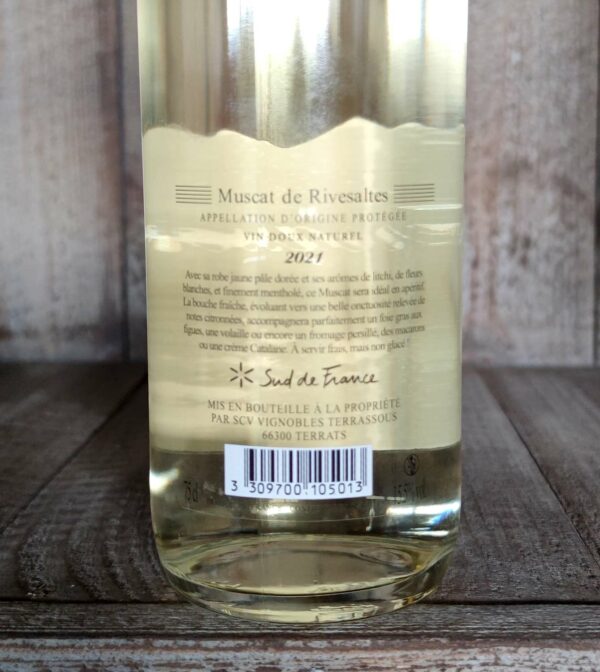 Muscat de Rivesaltes
APPELLATION D'ORIGINE PROTÉGÉE
VIN DOUX NATUREL
2021
Avec sa robe jaune pâle dorée et ses arômes de litchi, de fleurs
blanches, et finement mentholé, ce Muscat sera idéal en apéritif.
La bouche fraîche, évoluant vers une belle onctuosité relevée de
notes citronnées, accompagnera parfaitement un foie gras aux
figues, une volaille ou encore un fromage persillé, des macarons
ou une crème Catalane. À servir frais, mais non glacé !
Sud de France
MIS EN BOUTEILLE À LA PROPRIÉTÉ
PAR SCV VIGNOBLES TERRASSOUS
66300 TERRATS
3 309700 105013